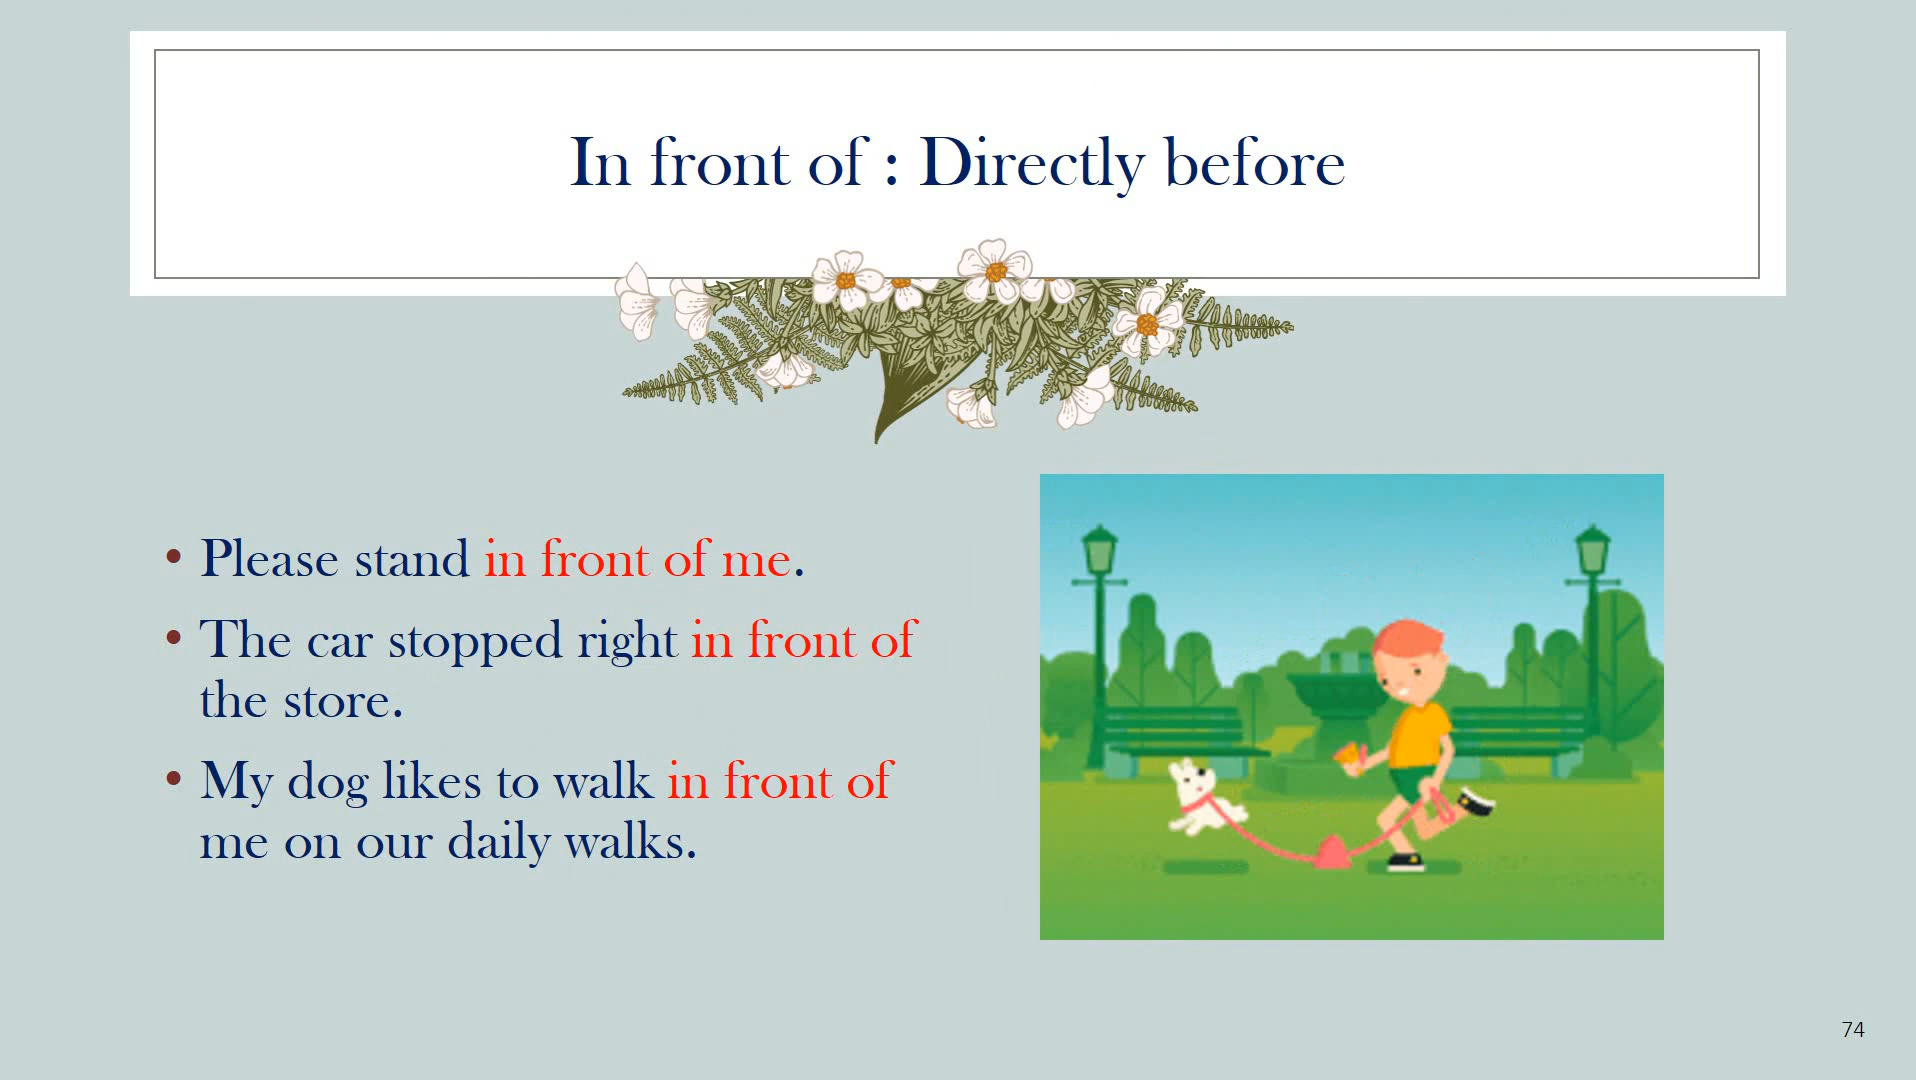 In front of : Directly before
• Please stand in front of me.
• The car stopped right in front of
the store.
• My dog likes to walk in front of
me on our daily walks.
74